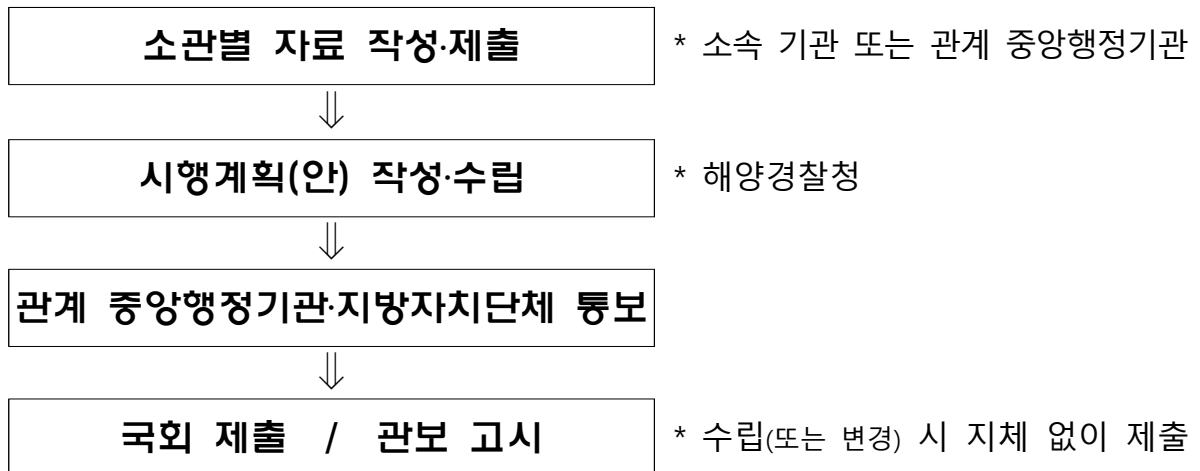 소관별 자료 작성·제출 * 소속 기관 또는 관계 중앙행정기관
⇓
시행계획(안) 작성·수립 * 해양경찰청
⇓
관계 중앙행정기관·지방자치단체 통보
⇓
국회 제출 / 관보 고시 * 수립(또는 변경) 시 지체 없이 제출